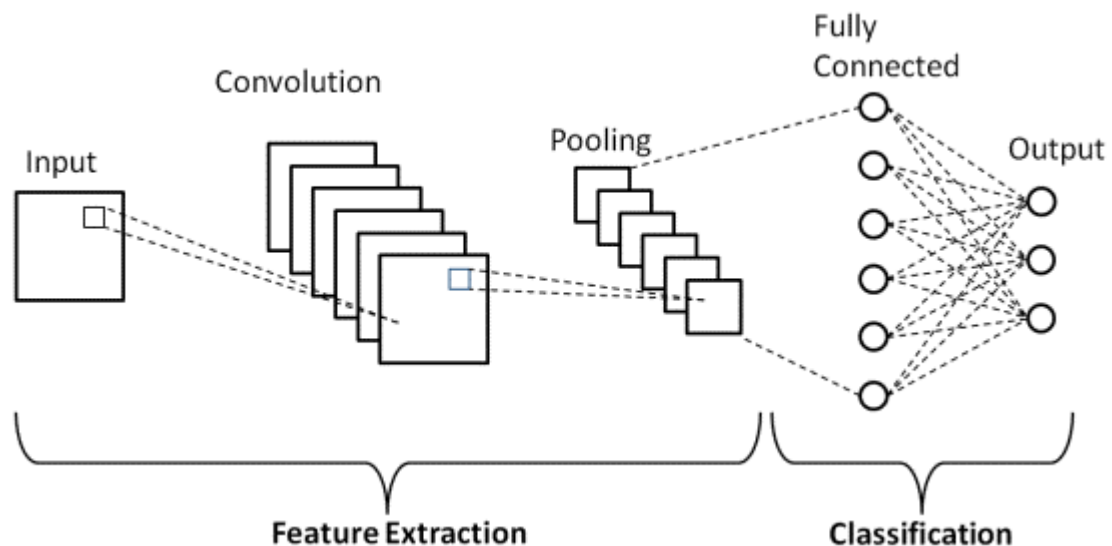 Input
Convolution
Pooling
Fully
Connected
Output
Feature Extraction
Classification